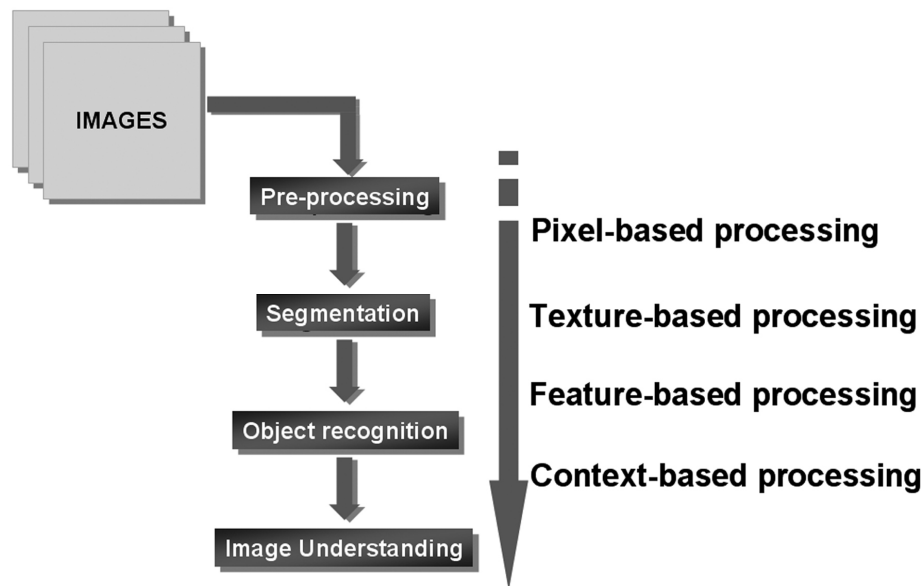 IMAGES
Pre-processing
Segmentation
Object recognition
Image Understanding
Pixel-based processing
Texture-based processing
Feature-based processing
Context-based processing